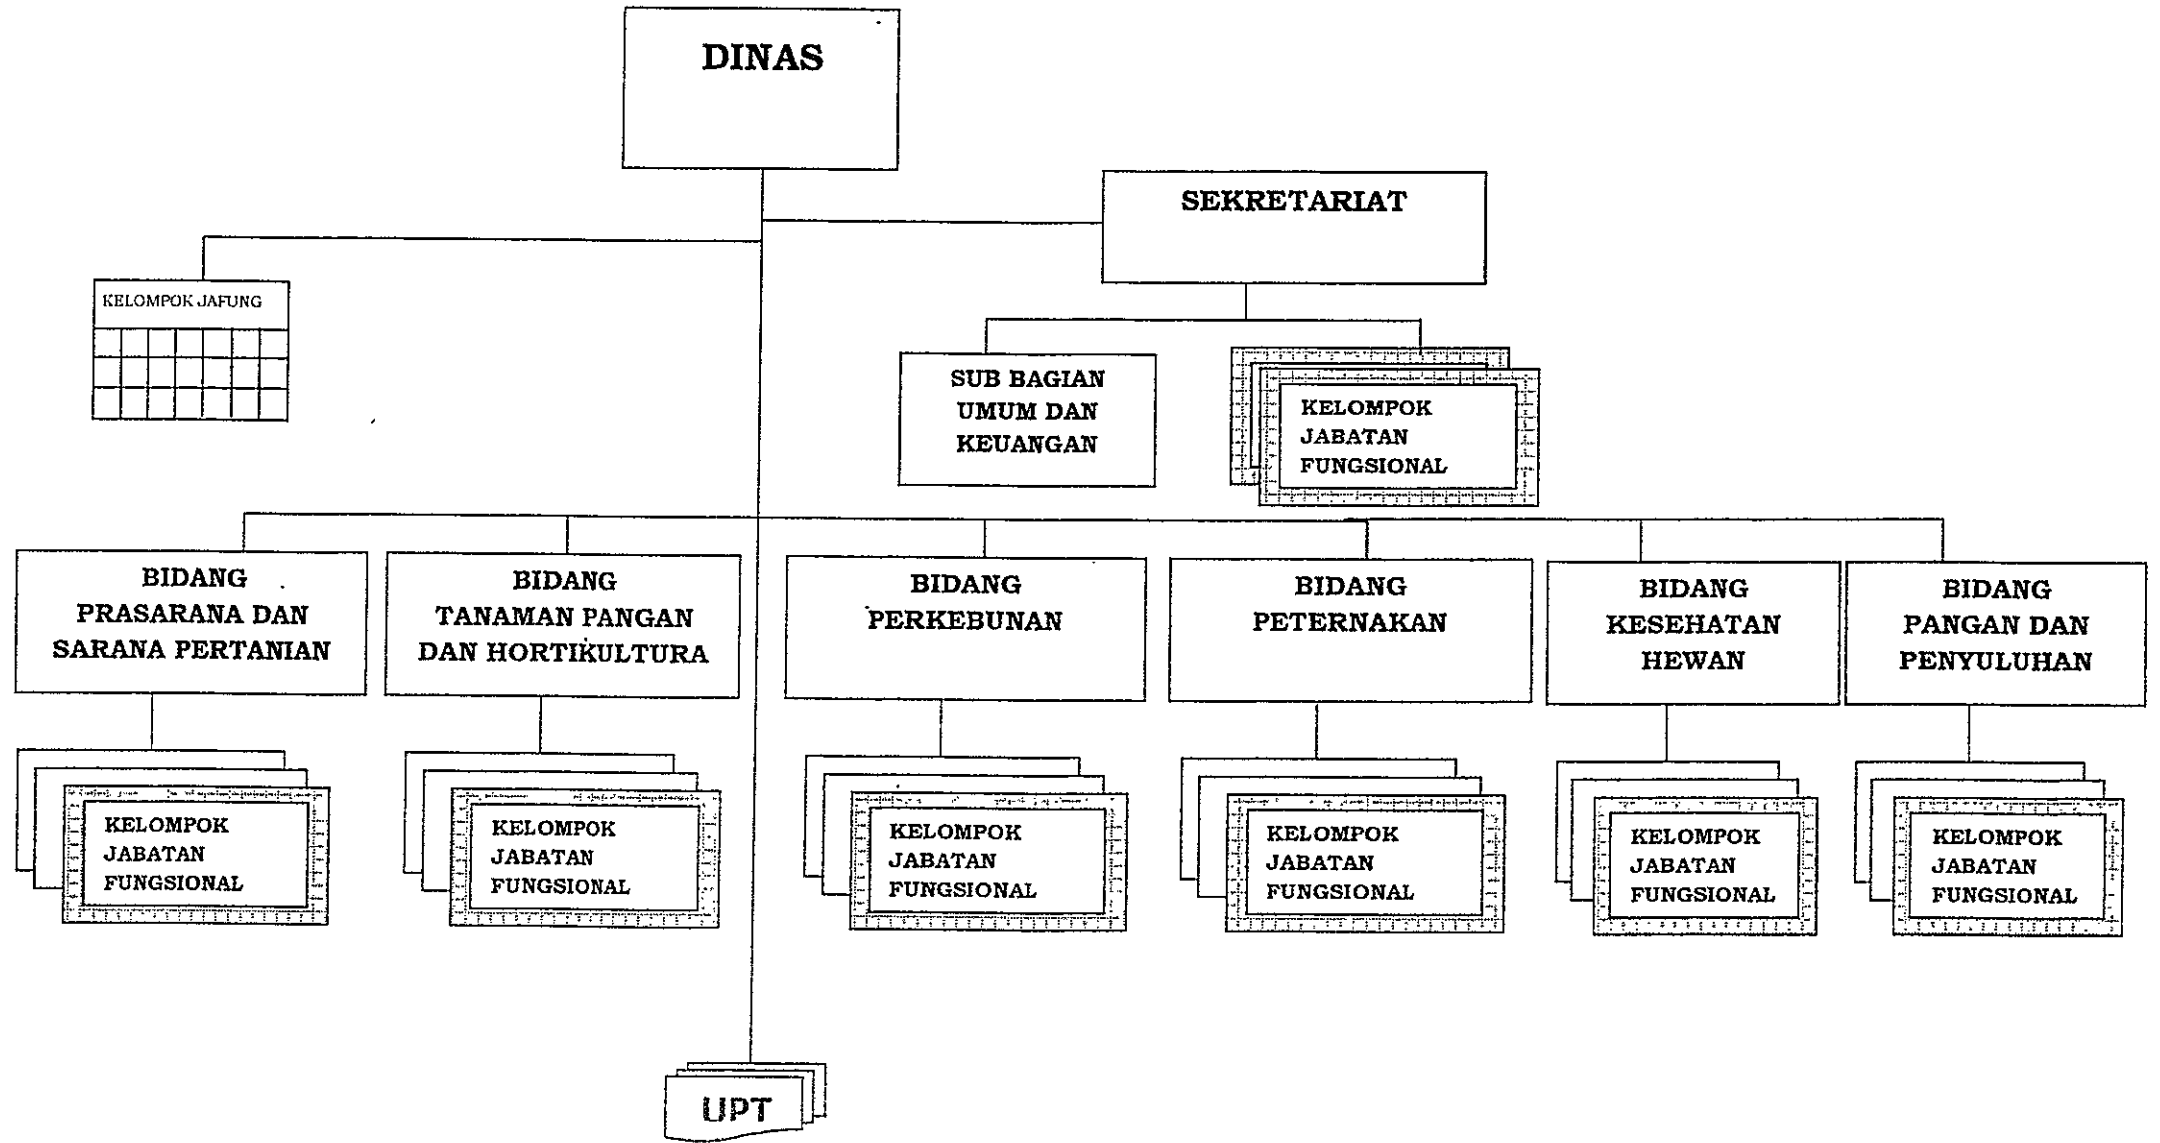 DINAS
SEKRETARIAT
KELOMPOK JAFUNG
SUB BAGIAN
UMUM DAN
KEUANGAN
KELOMPOK
JABATAN
FUNGSIONAL
BIDANG
PRASARANA DAN
SARANA PERTANIAN
BIDANG
TANAMAN PANGAN
DAN HORTIKULTURA
BIDANG
PERKEBUNAN
BIDANG
PETERNAKAN
BIDANG
KESEHATAN
HEWAN
BIDANG
PANGAN DAN
PENYULUHAN
KELOMPOK
JABATAN
FUNGSIONAL
KELOMPOK
JABATAN
FUNGSIONAL
KELOMPOK
JABATAN
FUNGSIONAL
KELOMPOK
JABATAN
FUNGSIONAL
KELOMPOK
JABATAN
FUNGSIONAL
KELOMPOK
JABATAN
FUNGSIONAL
UPT